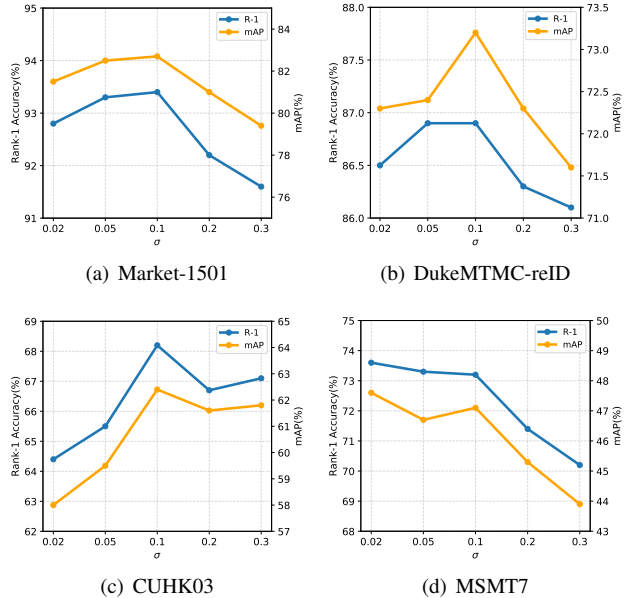 95
94
93
92
91
Rank-1 Accuracy(%)
84
82
80
78
76
mAP(%)
R-1
mAP
0.02 0.05 0.1 0.2 0.3
σ
(a) Market-1501
88.0
87.5
87.0
86.5
86.0
Rank-1 Accuracy(%)
73.5
73.0
72.5
72.0
71.5
71.0
mAP(%)
R-1
mAP
0.02 0.05 0.1 0.2 0.3
σ
(b) DukeMTMC-reID
69
68
67
66
65
64
63
62
Rank-1 Accuracy(%)
65
64
63
62
61
60
59
58
57
mAP(%)
R-1
mAP
0.02 0.05 0.1 0.2 0.3
σ
(c) CUHK03
75
74
73
72
71
70
69
68
Rank-1 Accuracy(%)
50
49
48
47
46
45
44
43
mAP(%)
R-1
mAP
0.02 0.05 0.1 0.2 0.3
σ
(d) MSMT7